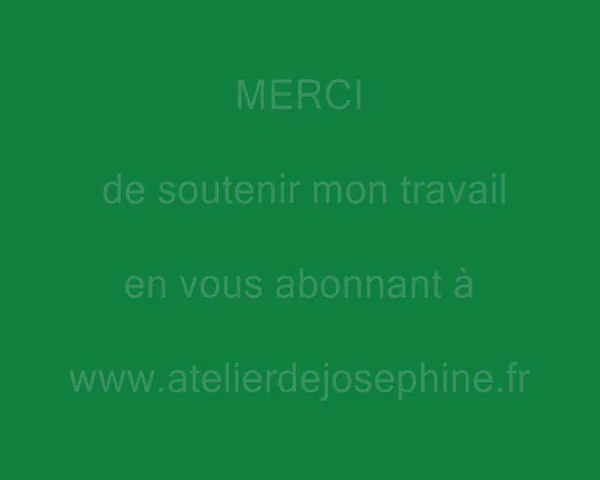 MERCI
de soutenir mon travail
en vous abonnant à
www.atelierdejosephine.fr